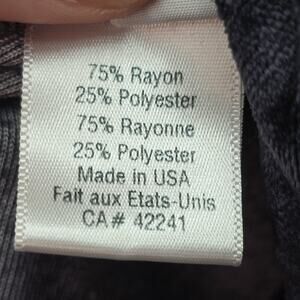 75% Rayon
25% Polyester
75% Rayonne
25% Polyester
Made in USA
Fait aux Etats-Unis
CA# 42241